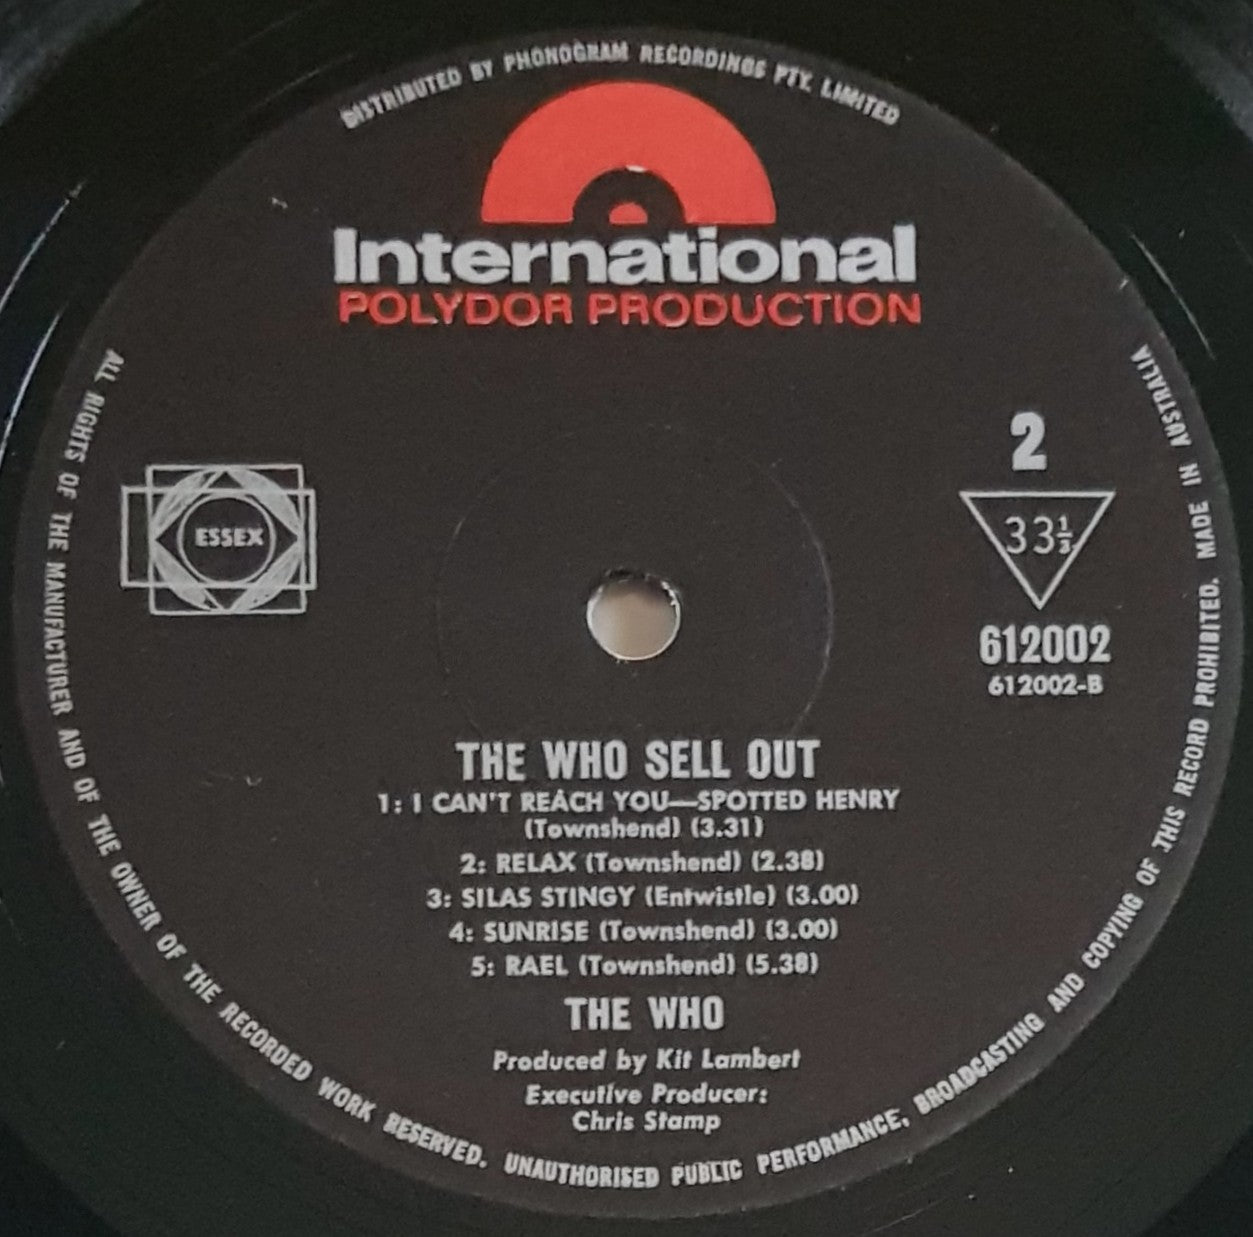 DISTRIBUTED BY PHONOGRAM RECORDINGS PTY. LIMITED
International
POLYDOR PRODUCTION
ESSEX
2
33⅓
612002
612002-B
THE WHO SELL OUT
1: I CAN'T REACH YOU—SPOTTED HENRY
(Townshend) (3.31)
2: RELAX (Townshend) (2.38)
3: SILAS STINGY (Entwistle) (3.00)
4: SUNRISE (Townshend) (3.00)
5: RAEL (Townshend) (5.38)
THE WHO
Produced by Kit Lambert
Executive Producer:
Chris Stamp
ALL RIGHTS OF THE MANUFACTURER AND OF THE OWNER OF THE RECORDED WORK RESERVED. UNAUTHORISED PUBLIC PERFORMANCE, BROADCASTING AND COPYING OF THIS RECORD PROHIBITED. MADE IN AUSTRALIA